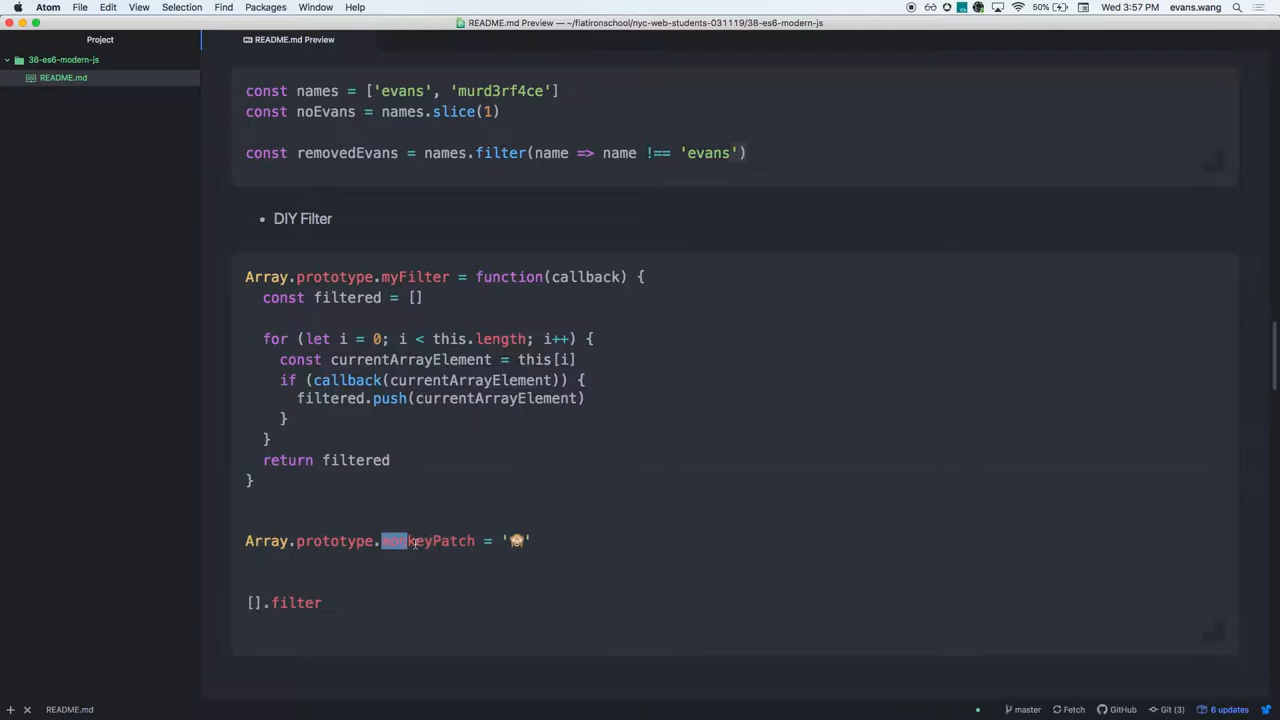 Atom File Edit View Selection Find Packages Window Help 50% Wed 3:57 PM evans.wang
README.md Preview — ~/flatironschool/nyc-web-students-031119/38-es6-modern-js
Project
README.md Preview
38-es6-modern-js
README.md
const names = ['evans', 'murd3rf4ce']
const noEvans = names.slice(1)
const removedEvans = names.filter(name => name !== 'evans')
• DIY Filter
Array.prototype.myFilter = function(callback) {
const filtered = []
for (let i = 0; i < this.length; i++) {
const currentArrayElement = this[i]
if (callback(currentArrayElement)) {
filtered.push(currentArrayElement)
}
}
return filtered
}
Array.prototype.monkeyPatch = '🙈'
[].filter
README.md master Fetch GitHub Git (3) 6 updates